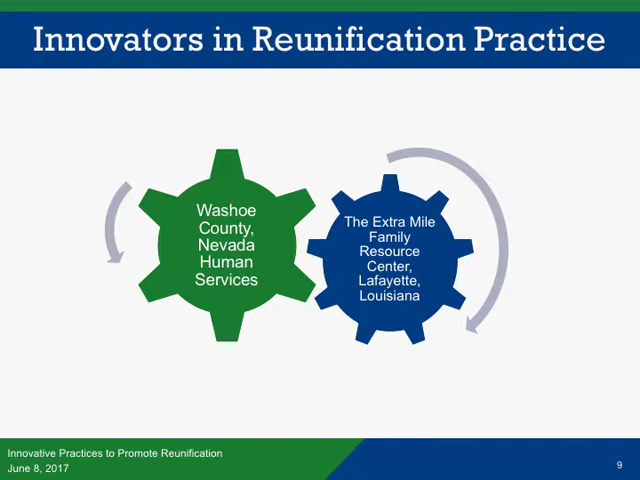 Innovators in Reunification Practice
Washoe
County,
Nevada
Human
Services
The Extra Mile
Family
Resource
Center,
Lafayette,
Louisiana
Innovative Practices to Promote Reunification
June 8, 2017
9